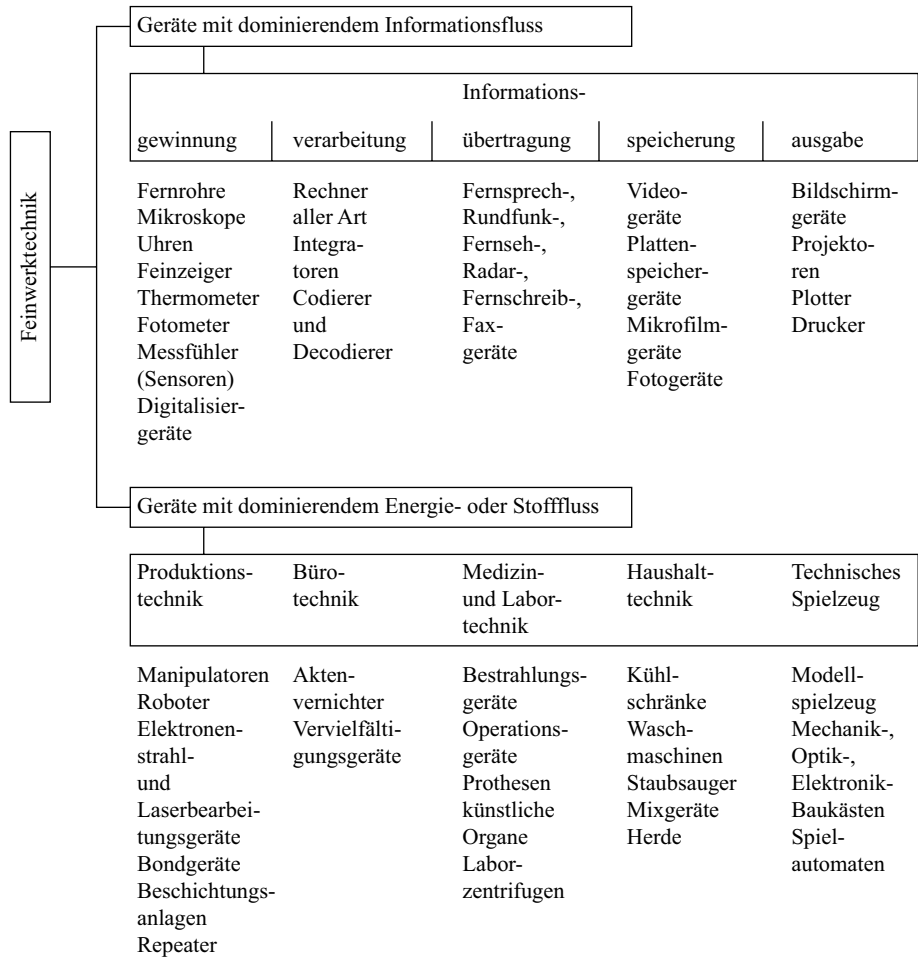 Feinwerktechnik
Geräte mit dominierendem Informationsfluss
Informations-
gewinnung
verarbeitung
übertragung
speicherung
ausgabe
Fernrohre
Mikroskope
Uhren
Feinzeiger
Thermometer
Fotometer
Messfühler
(Sensoren)
Digitalisier-
geräte
Rechner
aller Art
Integra-
toren
Codierer
und
Decodierer
Fernsprech-,
Rundfunk-,
Fernseh-,
Radar-,
Fernschreib-,
Fax-
geräte
Video-
geräte
Platten-
speicher-
geräte
Mikrofilm-
geräte
Fotogeräte
Bildschirm-
geräte
Projekto-
ren
Plotter
Drucker
Geräte mit dominierendem Energie- oder Stofffluss
Produktions-
technik
Büro-
technik
Medizin-
und Labor-
technik
Haushalt-
technik
Technisches
Spielzeug
Manipulatoren
Roboter
Elektronen-
strahl-
und
Laserbearbei-
tungsgeräte
Bondgeräte
Beschichtungs-
anlagen
Repeater
Akten-
vernichter
Vervielfälti-
gungsgeräte
Bestrahlungs-
geräte
Operations-
geräte
Prothesen
künstliche
Organe
Labor-
zentrifugen
Kühl-
schränke
Wasch-
maschinen
Staubsauger
Mixgeräte
Herde
Modell-
spielzeug
Mechanik-,
Optik-,
Elektronik-
Baukästen
Spiel-
automaten